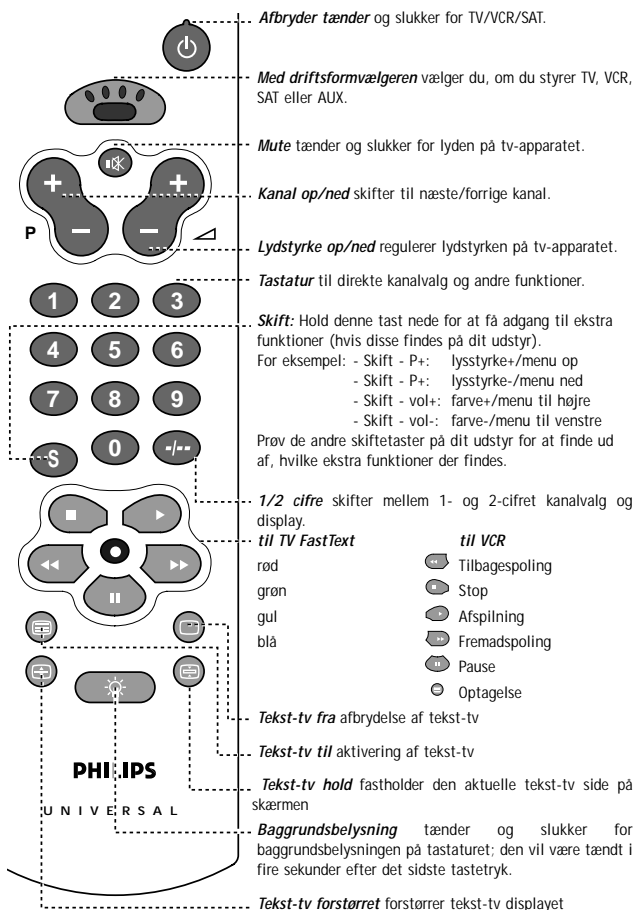 Afbryder tænder og slukker for TV/VCR/SAT.
Med driftsformvælgeren vælger du, om du styrer TV, VCR,
SAT eller AUX.
Mute tænder og slukker for lyden på tv-apparatet.
+ +
Kanal op/ned skifter til næste/forrige kanal.
P - -
Lydstyrke op/ned regulerer lydstyrken på tv-apparatet.
Tastatur til direkte kanalvalg og andre funktioner.
1 2 3
Skift: Hold denne tast nede for at få adgang til ekstra
funktioner (hvis disse findes på dit udstyr).
4 5 6
For eksempel: - Skift - P+: lysstyrke+/menu op
- Skift - P+: lysstyrke-/menu ned
7 8 9
- Skift - vol+: farve+/menu til højre
- Skift - vol-: farve-/menu til venstre
S 0 -/--
Prøv de andre skiftetaster på dit udstyr for at finde ud
af, hvilke ekstra funktioner der findes.
1/2 cifre skifter mellem 1- og 2-cifret kanalvalg og
display.
til TV FastText til VCR
rød Tilbagespoling
grøn Stop
gul Afspilning
blå Fremadspoling
Pause
Optagelse
Tekst-tv fra afbrydelse af tekst-tv
Tekst-tv til aktivering af tekst-tv
PHILIPS
Tekst-tv hold fastholder den aktuelle tekst-tv side på
skærmen
UNIVERSAL
Baggrundsbelysning tænder og slukker for
baggrundsbelysningen på tastaturet; den vil være tændt i
fire sekunder efter det sidste tastetryk.
Tekst-tv forstørret forstørrer tekst-tv displayet